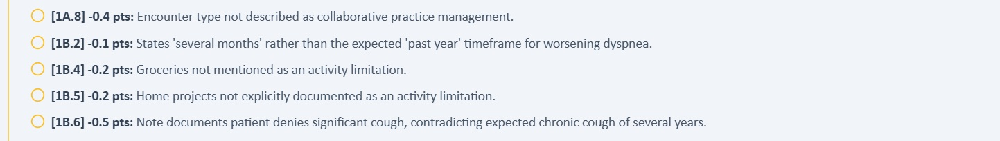 [1A.8] -0.4 pts: Encounter type not described as collaborative practice management.
[1B.2] -0.1 pts: States 'several months' rather than the expected 'past year' timeframe for worsening dyspnea.
[1B.4] -0.2 pts: Groceries not mentioned as an activity limitation.
[1B.5] -0.2 pts: Home projects not explicitly documented as an activity limitation.
[1B.6] -0.5 pts: Note documents patient denies significant cough, contradicting expected chronic cough of several years.